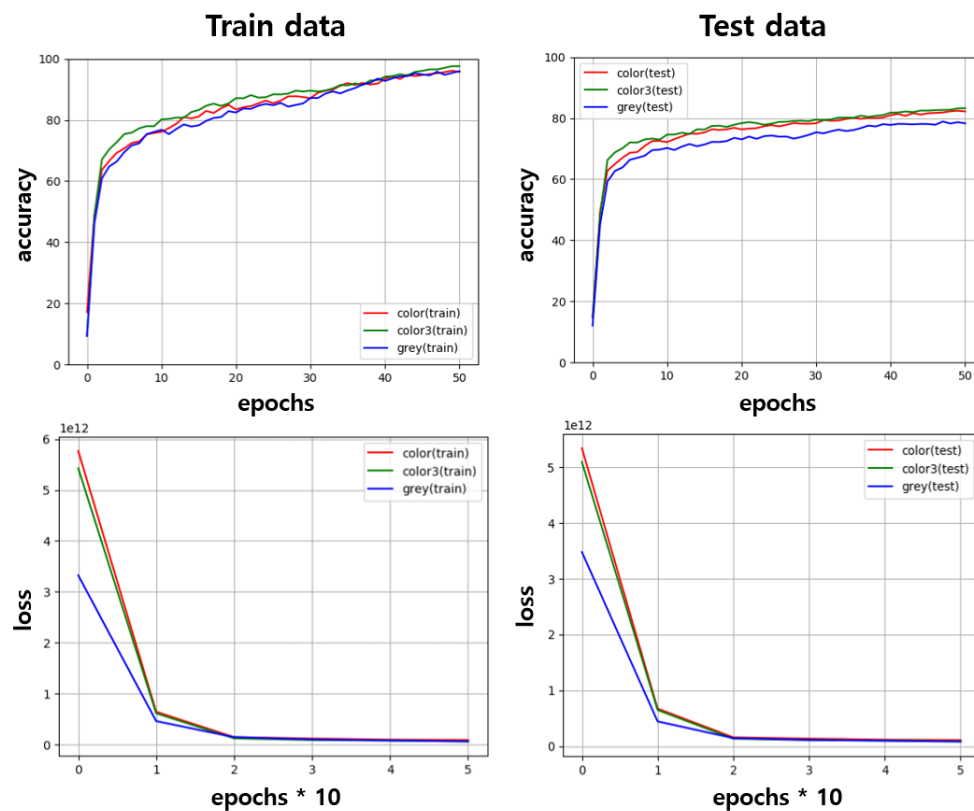 Train data
Test data
100
80
60
40
20
0
accuracy
color(train)
color3(train)
grey(train)
0 10 20 30 40 50
epochs
100
80
60
40
20
0
accuracy
color(test)
color3(test)
grey(test)
0 10 20 30 40 50
epochs
1e12
6
5
4
3
2
1
0
loss
color(train)
color3(train)
grey(train)
0 1 2 3 4 5
epochs * 10
1e12
5
4
3
2
1
0
loss
color(test)
color3(test)
grey(test)
0 1 2 3 4 5
epochs * 10